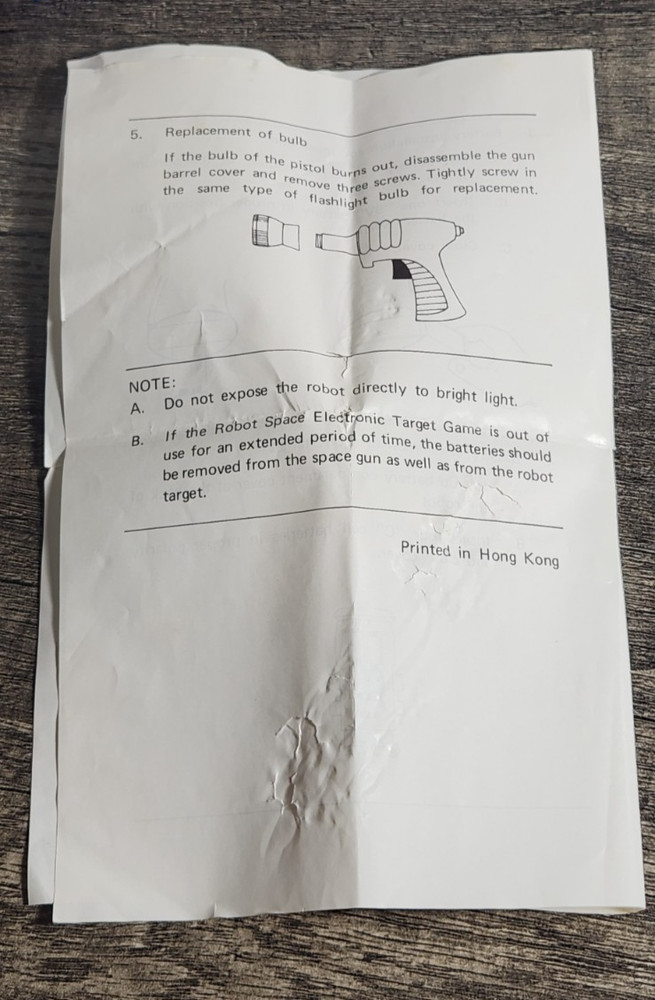 5. Replacement of bulb
If the bulb of the pistol burns out, disassemble the gun
barrel cover and remove three screws. Tightly screw in
the same type of flashlight bulb for replacement.
NOTE:
A. Do not expose the robot directly to bright light.
B. If the Robot Space Electronic Target Game is out of
use for an extended period of time, the batteries should
be removed from the space gun as well as from the robot
target.
Printed in Hong Kong